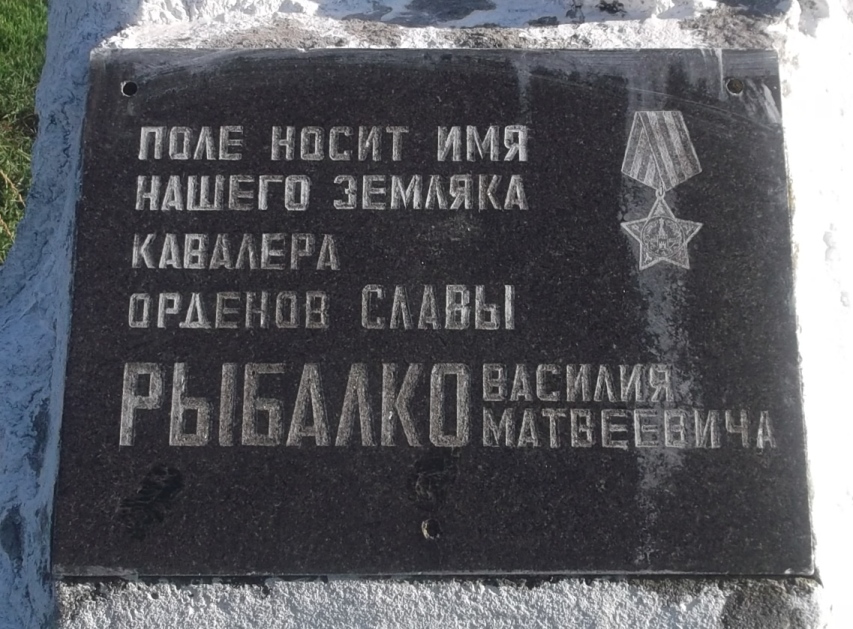 ПОЛЕ НОСИТ ИМЯ
НАШЕГО ЗЕМЛЯКА
КАВАЛЕРА
ОРДЕНОВ СЛАВЫ
РЫБАЛКО ВАСИЛИЯ
МАТВЕЕВИЧА